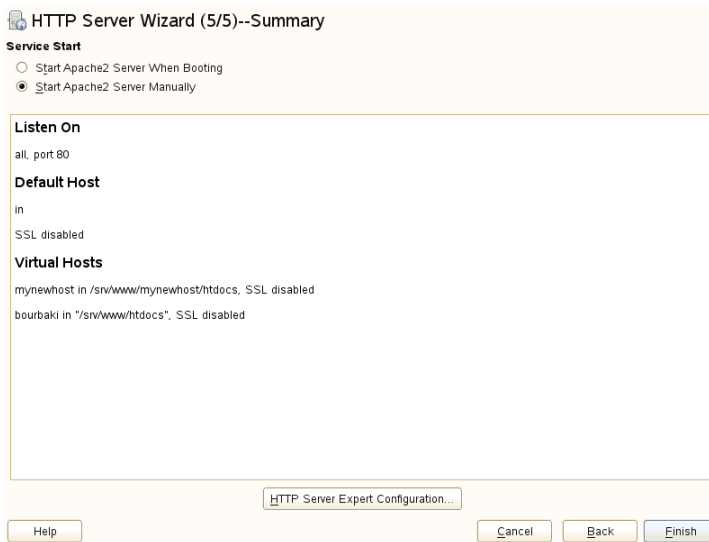 HTTP Server Wizard (5/5)--Summary
Service Start
Start Apache2 Server When Booting
Start Apache2 Server Manually
Listen On
all, port 80
Default Host
in
SSL disabled
Virtual Hosts
mynewhost in /srv/www/mynewhost/htdocs, SSL disabled
bourbaki in "/srv/www/htdocs", SSL disabled
HTTP Server Expert Configuration...
Help
Cancel
Back
Finish